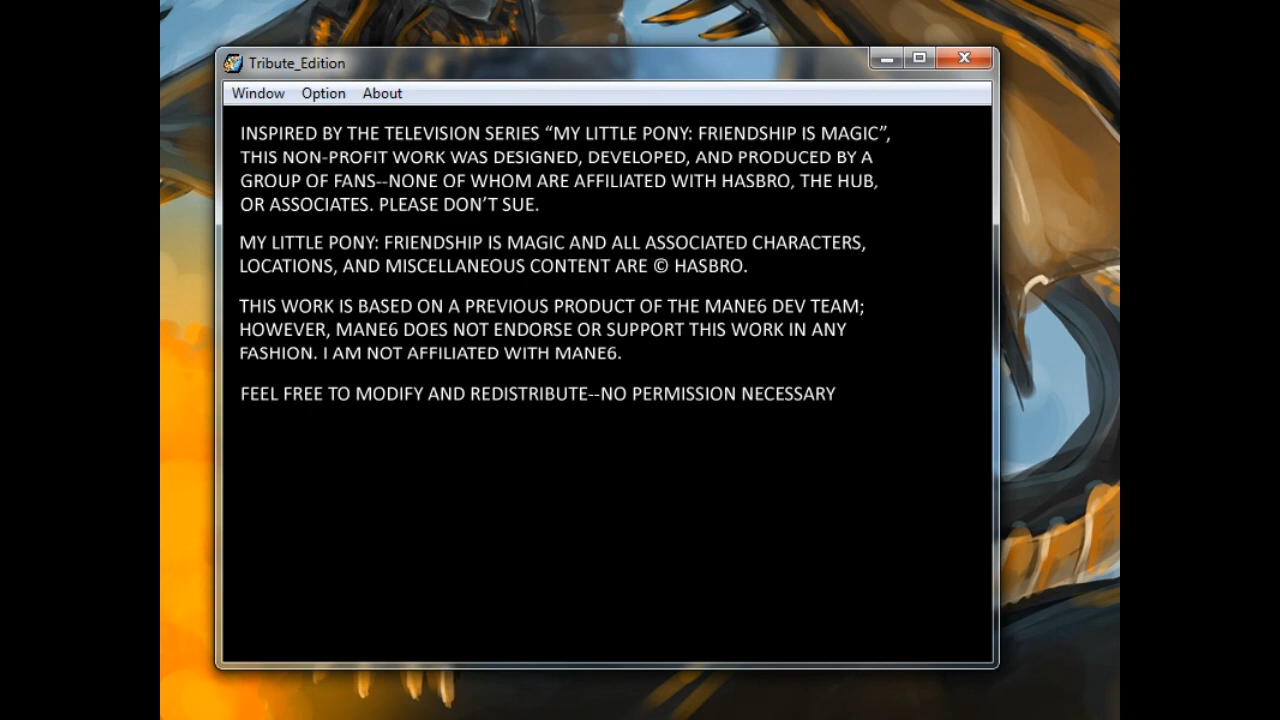 Tribute_Edition
Window Option About
INSPIRED BY THE TELEVISION SERIES “MY LITTLE PONY: FRIENDSHIP IS MAGIC”,
THIS NON-PROFIT WORK WAS DESIGNED, DEVELOPED, AND PRODUCED BY A
GROUP OF FANS--NONE OF WHOM ARE AFFILIATED WITH HASBRO, THE HUB,
OR ASSOCIATES. PLEASE DON’T SUE.
MY LITTLE PONY: FRIENDSHIP IS MAGIC AND ALL ASSOCIATED CHARACTERS,
LOCATIONS, AND MISCELLANEOUS CONTENT ARE © HASBRO.
THIS WORK IS BASED ON A PREVIOUS PRODUCT OF THE MANE6 DEV TEAM;
HOWEVER, MANE6 DOES NOT ENDORSE OR SUPPORT THIS WORK IN ANY
FASHION. I AM NOT AFFILIATED WITH MANE6.
FEEL FREE TO MODIFY AND REDISTRIBUTE--NO PERMISSION NECESSARY